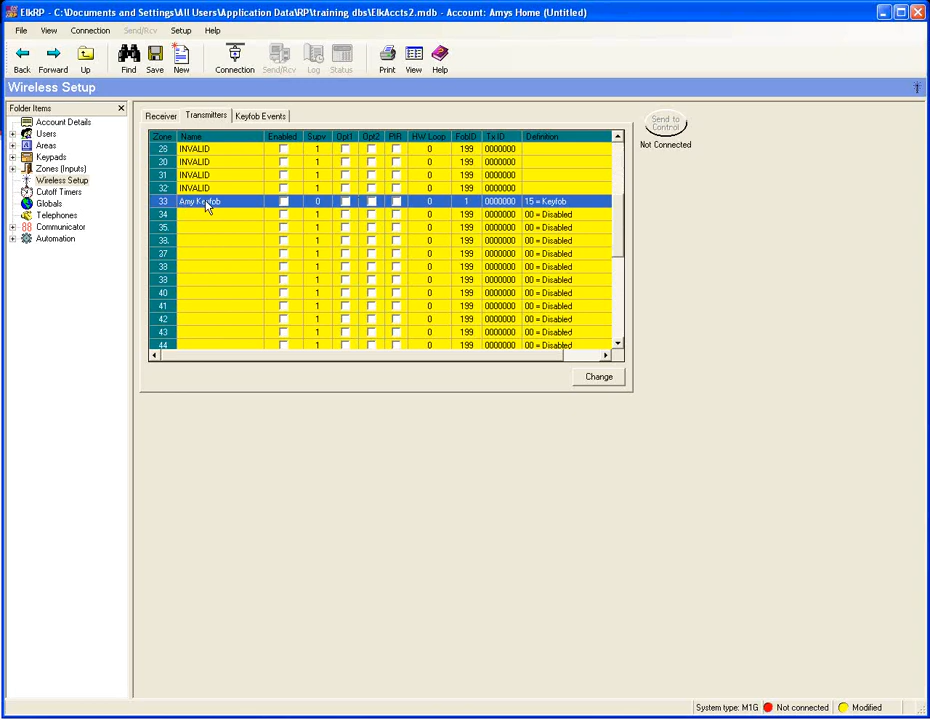 ElkRP - C:\Documents and Settings\All Users\Application Data\RP\training dbs\ElkAccts2.mdb - Account: Amys Home (Untitled)
File View Connection Send/Rcv Setup Help
Back Forward Up Find Save New Connection Send/Rcv Log Status Print View Help
Wireless Setup
Folder Items
Account Details
Users
Areas
Keypads
Zones (Inputs)
Wireless Setup
Cutoff Timers
Globals
Telephones
Communicator
Automation
Receiver Transmitters Keyfob Events
Zone Name Enabled Supv Opt1 Opt2 PIR HW.Loop FobID Tx ID Definition
28 INVALID 1 0 199 0000000
20 INVALID 1 0 199 0000000
31 INVALID 1 0 199 0000000
32 INVALID 1 0 199 0000000
33 Amy Keyfob 0 0 1 0000000 15 = Keyfob
34 1 0 199 0000000 00 = Disabled
35. 1 0 199 0000000 00 = Disabled
38. 1 0 199 0000000 00 = Disabled
37 1 0 199 0000000 00 = Disabled
38 1 0 199 0000000 00 = Disabled
39 1 0 199 0000000 00 = Disabled
40 1 0 199 0000000 00 = Disabled
41 1 0 199 0000000 00 = Disabled
42 1 0 199 0000000 00 = Disabled
43 1 0 199 0000000 00 = Disabled
44 1 0 199 0000000 00 = Disabled
Change
Send to
Control
Not Connected
System type: M1G Not connected Modified